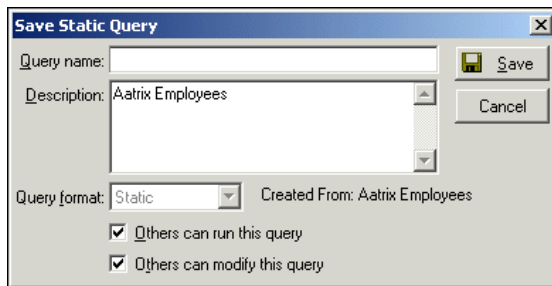 Save Static Query
Query name:
Save
Description: Aatrix Employees
Cancel
Query format: Static Created From: Aatrix Employees
Others can run this query
Others can modify this query